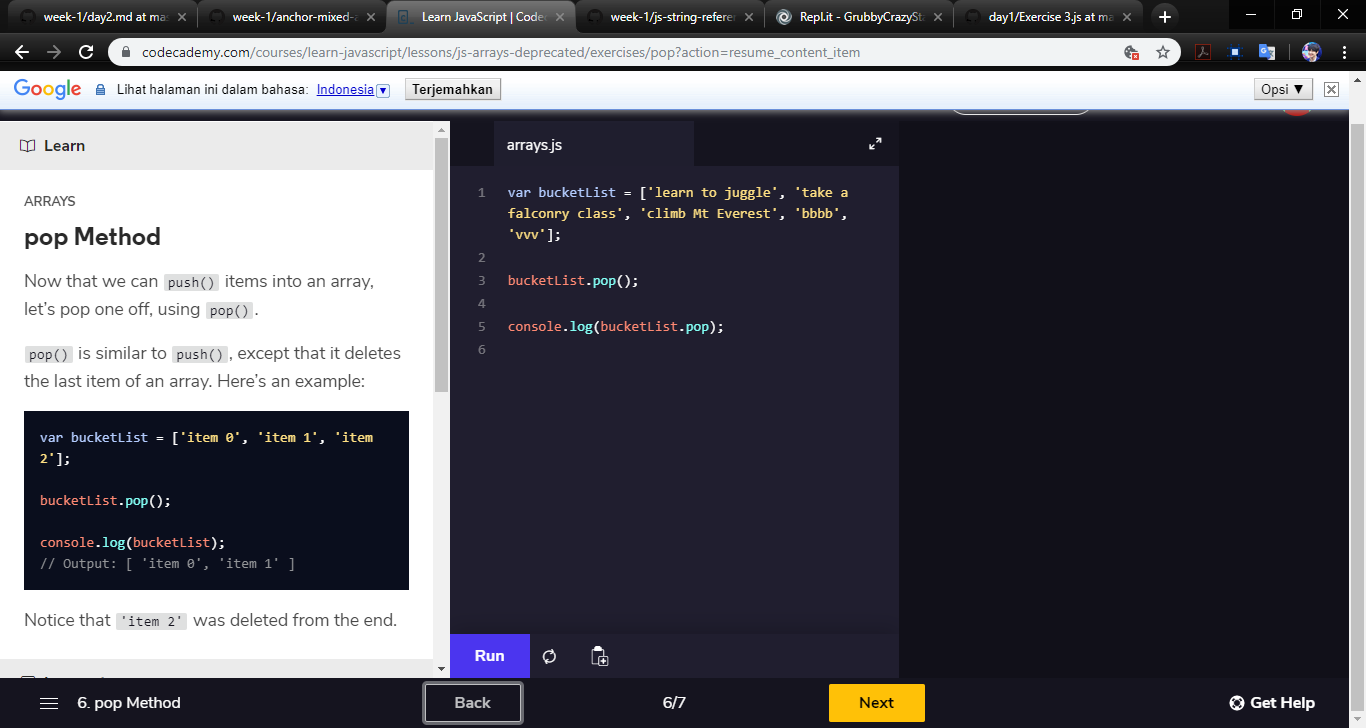 week-1/day2.md at mas
week-1/anchor-mixed-a
Learn JavaScript | Codec
week-1/js-string-referen
Repl.it - GrubbyCrazySta
day1/Exercise 3.js at ma
codecademy.com/courses/learn-javascript/lessons/js-arrays-deprecated/exercises/pop?action=resume_content_item
Google Lihat halaman ini dalam bahasa: Indonesia Terjemahkan Opsi ▼
Learn
ARRAYS
pop Method
Now that we can push() items into an array,
let's pop one off, using pop().
pop() is similar to push(), except that it deletes
the last item of an array. Here's an example:
var bucketList = ['item 0', 'item 1', 'item
2'];
bucketList.pop();
console.log(bucketList);
// Output: [ 'item 0', 'item 1' ]
Notice that 'item 2' was deleted from the end.
arrays.js
1 var bucketList = ['learn to juggle', 'take a
falconry class', 'climb Mt Everest', 'bbbb',
'vvv'];
2
3 bucketList.pop();
4
5 console.log(bucketList.pop);
6
Run
6. pop Method
Back
6/7
Next
Get Help